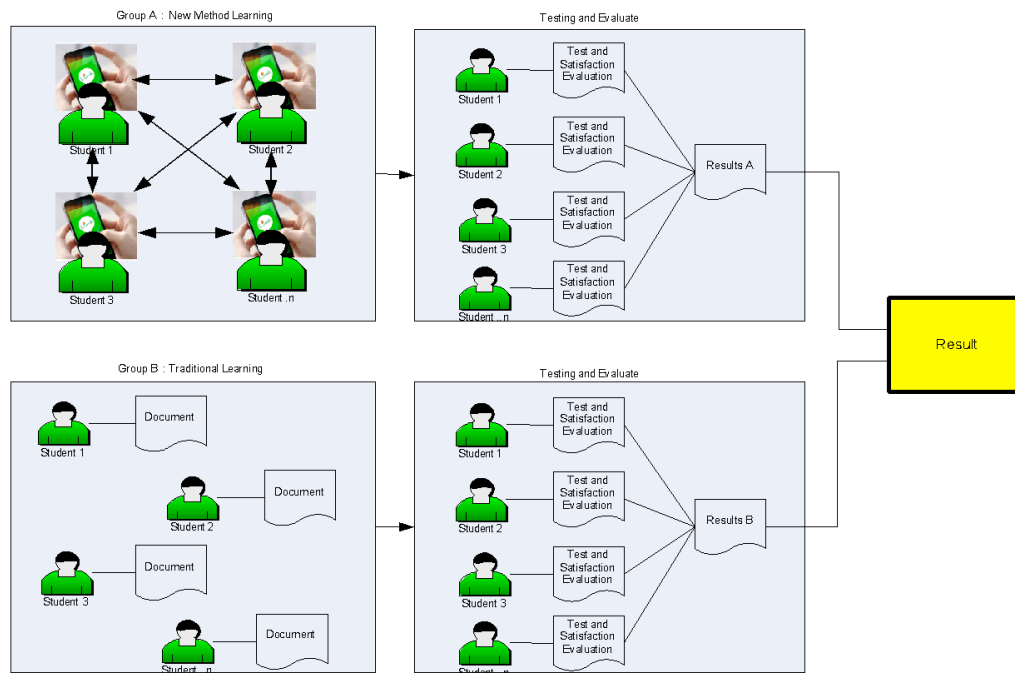 Group A : New Method Learning
Student 1
Student 2
Student 3
Student .n
Testing and Evaluate
Student 1
Test and
Satisfaction
Evaluation
Student 2
Test and
Satisfaction
Evaluation
Student 3
Test and
Satisfaction
Evaluation
Student ..n
Test and
Satisfaction
Evaluation
Results A
Result
Group B : Traditional Learning
Student 1
Document
Student 2
Document
Student 3
Document
Student ..n
Document
Testing and Evaluate
Student 1
Test and
Satisfaction
Evaluation
Student 2
Test and
Satisfaction
Evaluation
Student 3
Test and
Satisfaction
Evaluation
Student ..n
Test and
Satisfaction
Evaluation
Results B